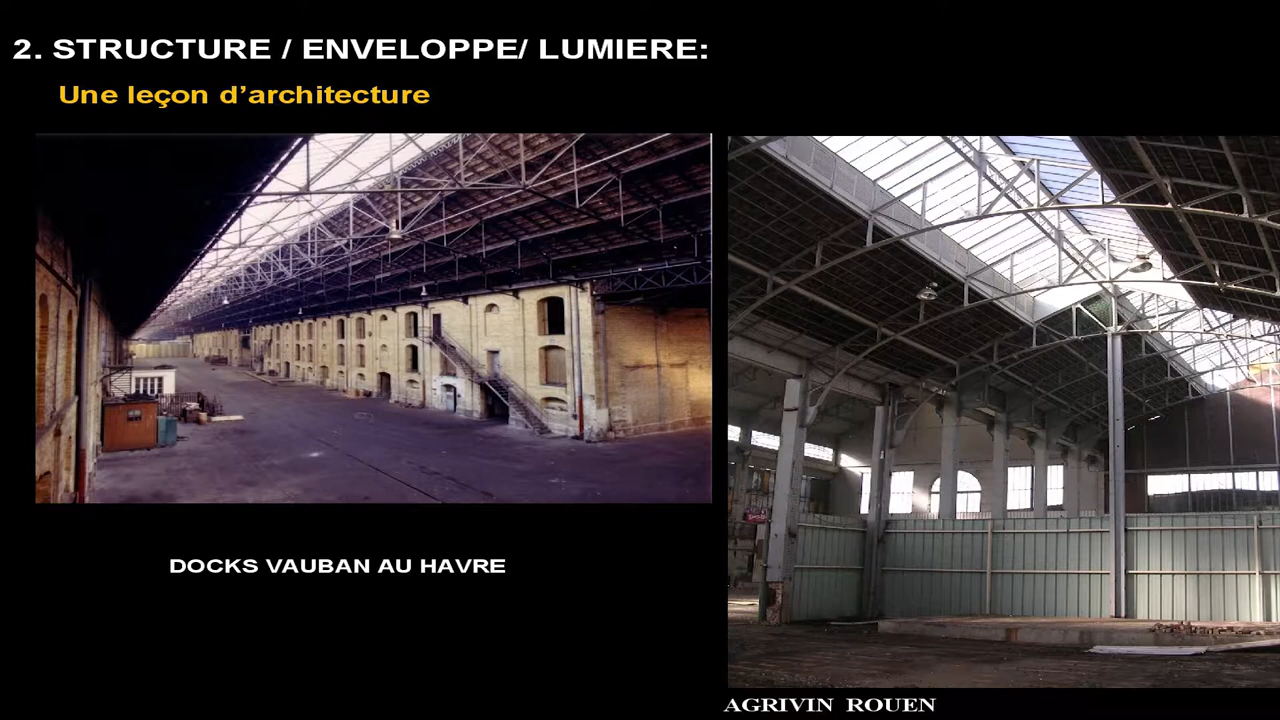 2. STRUCTURE / ENVELOPPE/ LUMIERE:
Une leçon d’architecture
DOCKS VAUBAN AU HAVRE
AGRIVIN ROUEN